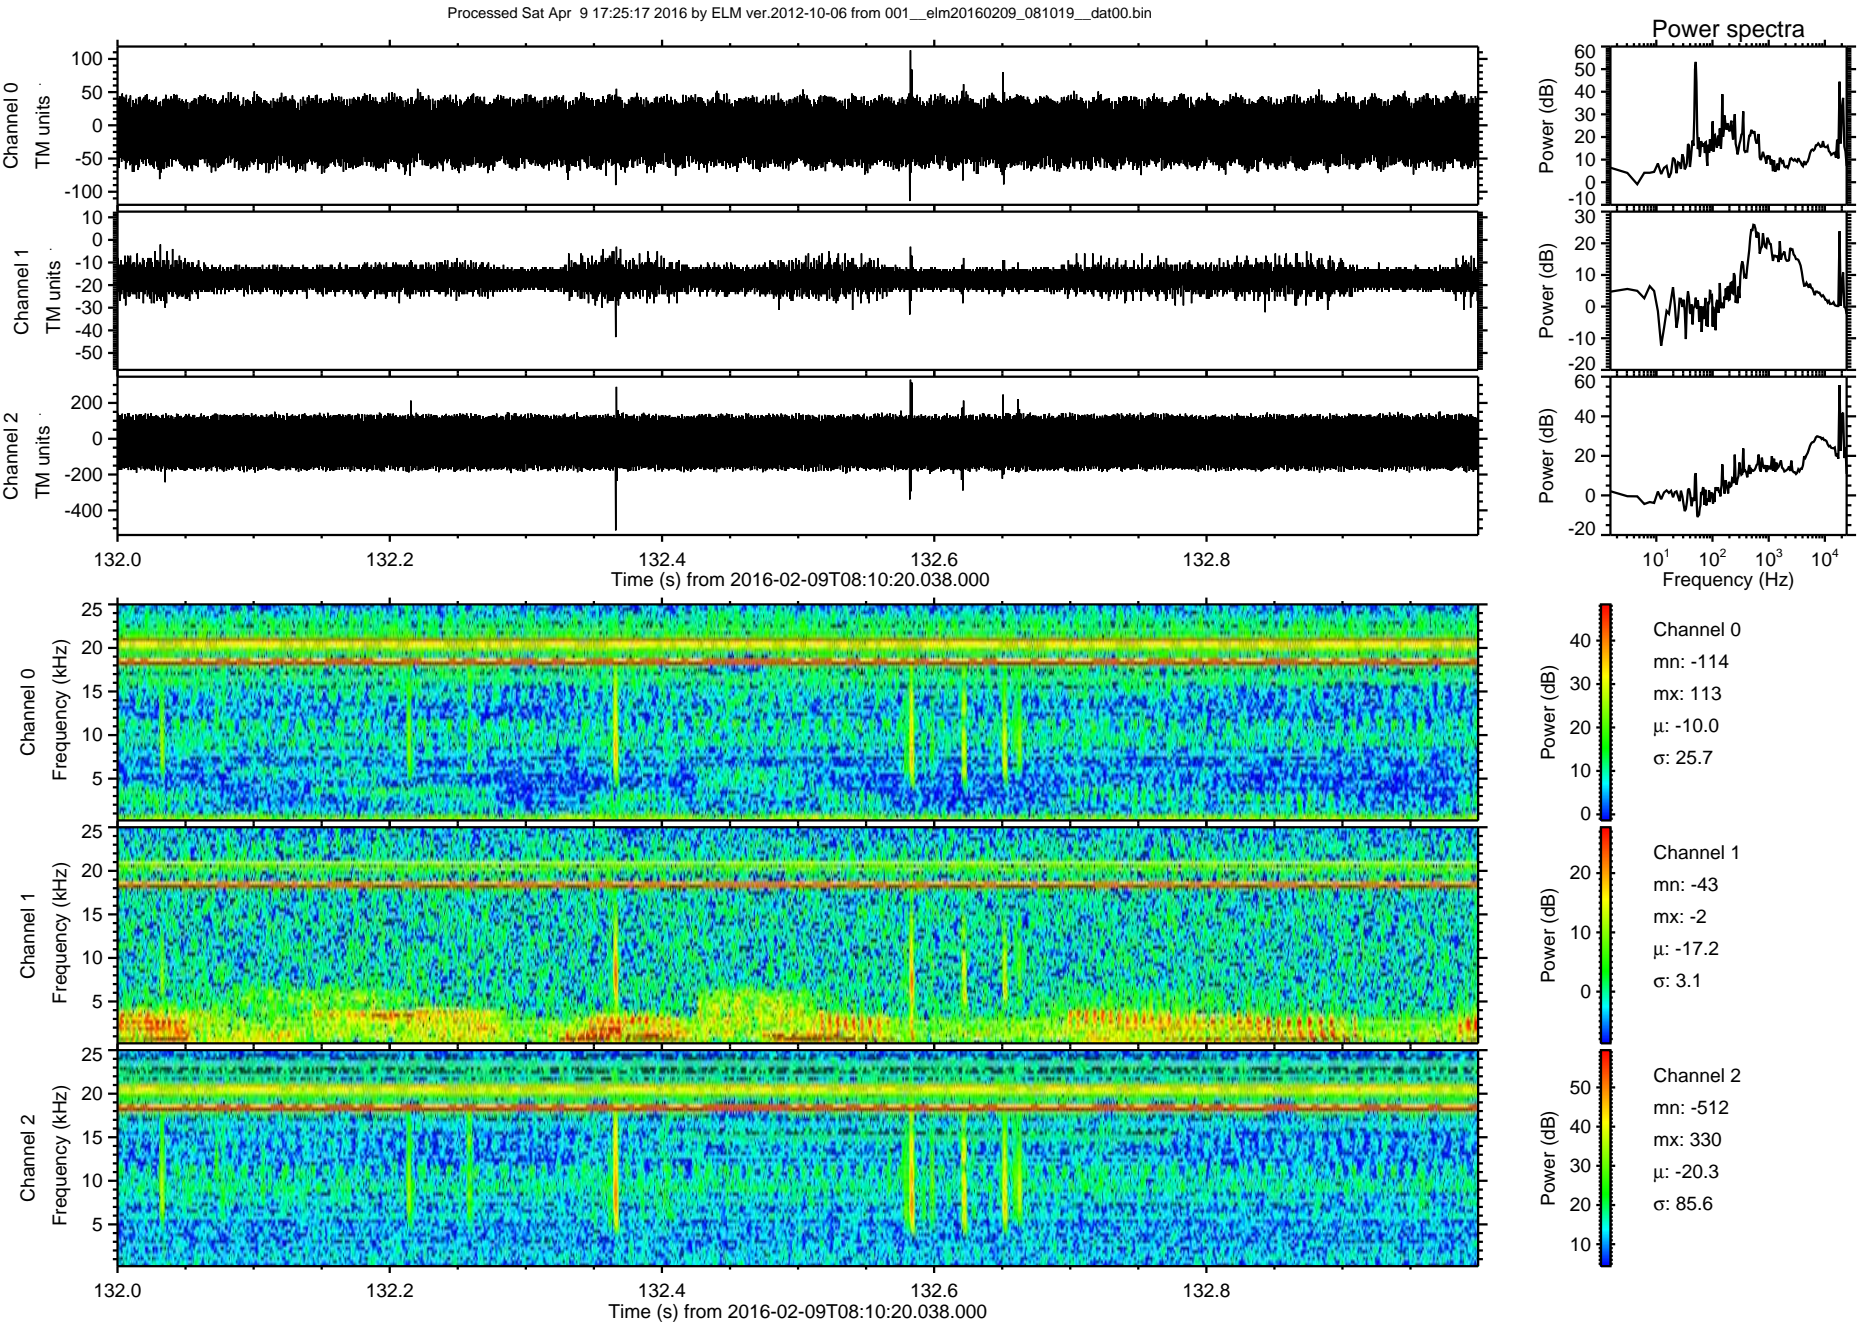 Processed Sat Apr 9 17:25:17 2016 by ELM ver.2012-10-06 from 001__elm20160209_081019__dat00.bin
Power spectra
Channel 0
TM units
100
50
0
-50
-100
Power (dB)
60
50
40
30
20
10
0
-10
Channel 1
TM units
10
0
-10
-20
-30
-40
-50
Power (dB)
30
20
10
0
-10
-20
Channel 2
TM units
200
0
-200
-400
Power (dB)
60
40
20
0
-20
132.0 132.2 132.4 132.6 132.8
Time (s) from 2016-02-09T08:10:20.038.000
10¹ 10² 10³ 10⁴
Frequency (Hz)
Channel 0
Frequency (kHz)
25
20
15
10
5
Power (dB)
40
30
20
10
0
Channel 0
mn: -114
mx: 113
μ: -10.0
σ: 25.7
Channel 1
Frequency (kHz)
25
20
15
10
5
Power (dB)
20
10
0
Channel 1
mn: -43
mx: -2
μ: -17.2
σ: 3.1
Channel 2
Frequency (kHz)
25
20
15
10
5
Power (dB)
50
40
30
20
10
Channel 2
mn: -512
mx: 330
μ: -20.3
σ: 85.6
132.0 132.2 132.4 132.6 132.8
Time (s) from 2016-02-09T08:10:20.038.000